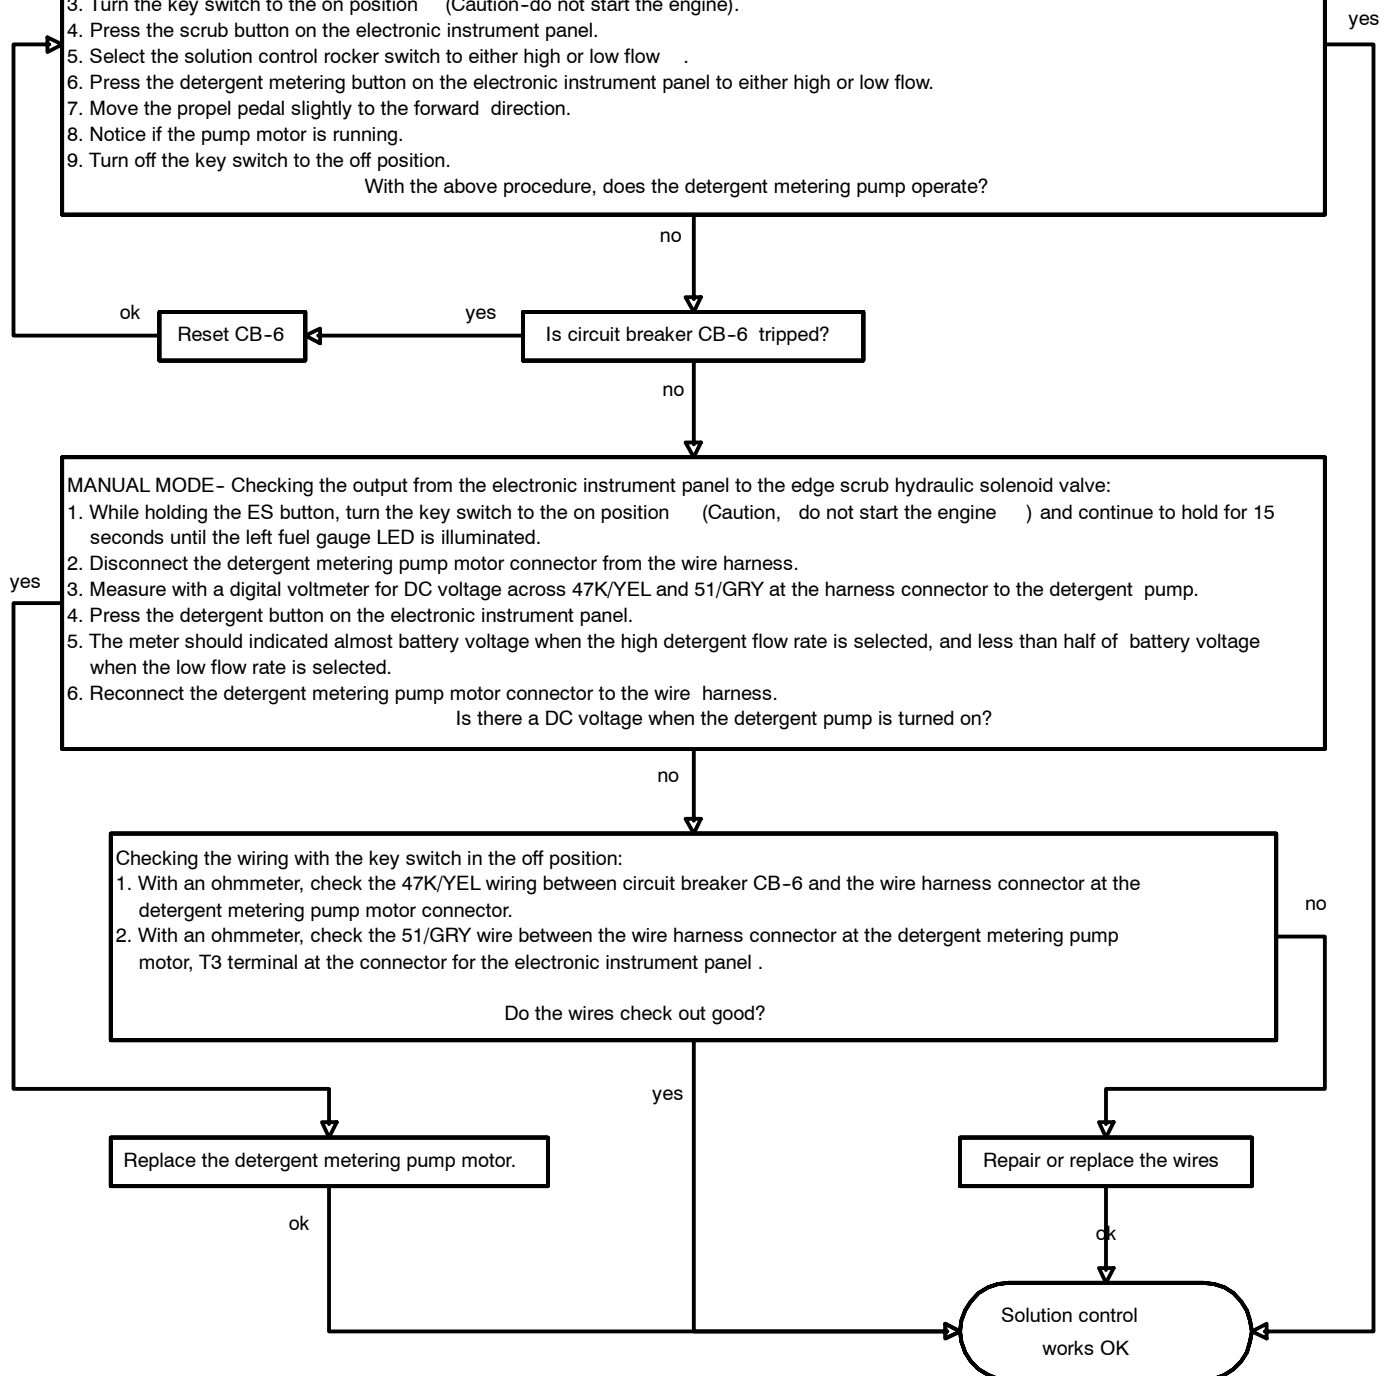 3. Turn the key switch to the on position (Caution-do not start the engine).
yes
4. Press the scrub button on the electronic instrument panel.
5. Select the solution control rocker switch to either high or low flow .
6. Press the detergent metering button on the electronic instrument panel to either high or low flow.
7. Move the propel pedal slightly to the forward direction.
8. Notice if the pump motor is running.
9. Turn off the key switch to the off position.
With the above procedure, does the detergent metering pump operate?
no
ok
Reset CB-6
yes
Is circuit breaker CB-6 tripped?
no
MANUAL MODE- Checking the output from the electronic instrument panel to the edge scrub hydraulic solenoid valve:
1. While holding the ES button, turn the key switch to the on position (Caution, do not start the engine ) and continue to hold for 15
seconds until the left fuel gauge LED is illuminated.
2. Disconnect the detergent metering pump motor connector from the wire harness.
yes
3. Measure with a digital voltmeter for DC voltage across 47K/YEL and 51/GRY at the harness connector to the detergent pump.
4. Press the detergent button on the electronic instrument panel.
5. The meter should indicated almost battery voltage when the high detergent flow rate is selected, and less than half of battery voltage
when the low flow rate is selected.
6. Reconnect the detergent metering pump motor connector to the wire harness.
Is there a DC voltage when the detergent pump is turned on?
no
Checking the wiring with the key switch in the off position:
1. With an ohmmeter, check the 47K/YEL wiring between circuit breaker CB-6 and the wire harness connector at the
detergent metering pump motor connector.
no
2. With an ohmmeter, check the 51/GRY wire between the wire harness connector at the detergent metering pump
motor, T3 terminal at the connector for the electronic instrument panel .
Do the wires check out good?
yes
Replace the detergent metering pump motor.
Repair or replace the wires
ok
ok
Solution control
works OK